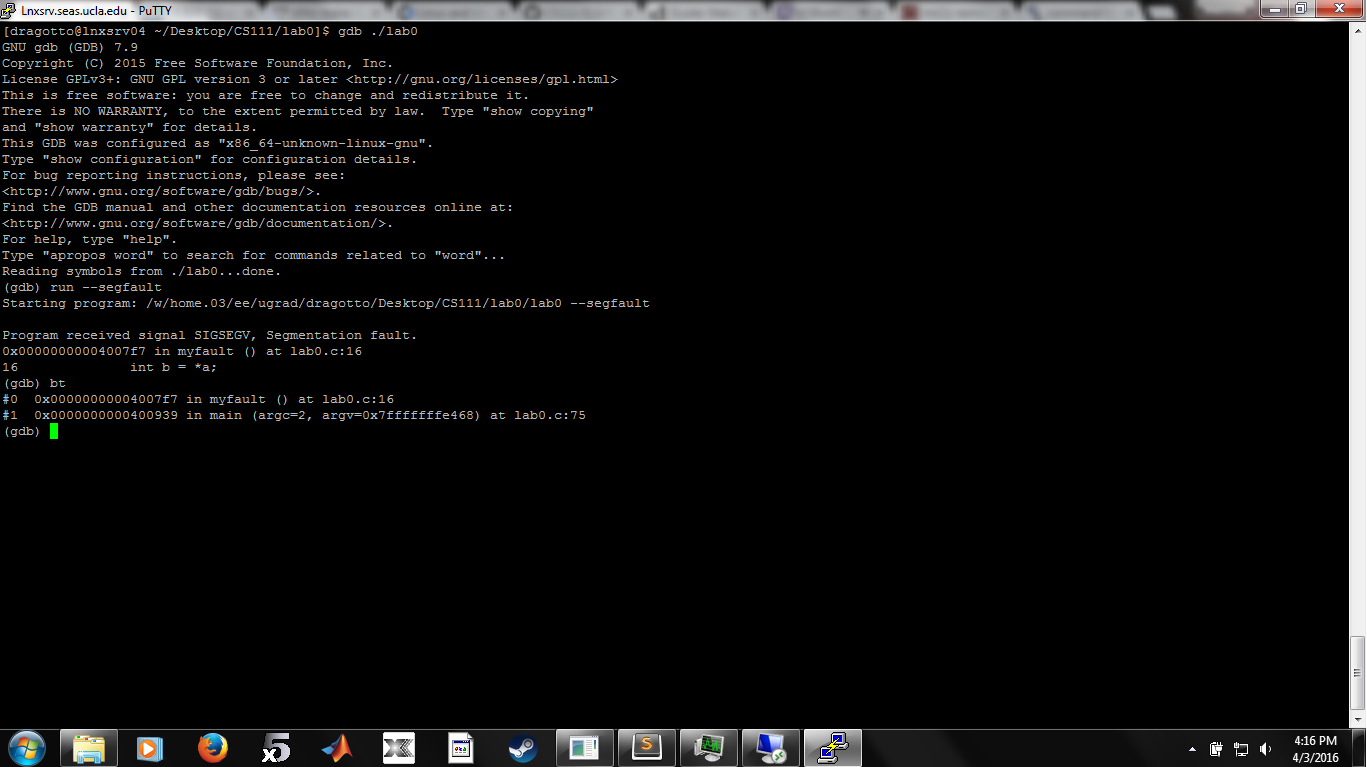 Lnxsrv.seas.ucla.edu - PuTTY
[dragotto@lnxsrv04 ~/Desktop/CS111/lab0]$ gdb ./lab0
GNU gdb (GDB) 7.9
Copyright (C) 2015 Free Software Foundation, Inc.
License GPLv3+: GNU GPL version 3 or later <http://gnu.org/licenses/gpl.html>
This is free software: you are free to change and redistribute it.
There is NO WARRANTY, to the extent permitted by law.  Type "show copying"
and "show warranty" for details.
This GDB was configured as "x86_64-unknown-linux-gnu".
Type "show configuration" for configuration details.
For bug reporting instructions, please see:
<http://www.gnu.org/software/gdb/bugs/>.
Find the GDB manual and other documentation resources online at:
<http://www.gnu.org/software/gdb/documentation/>.
For help, type "help".
Type "apropos word" to search for commands related to "word"...
Reading symbols from ./lab0...done.
(gdb) run --segfault
Starting program: /w/home.03/ee/ugrad/dragotto/Desktop/CS111/lab0/lab0 --segfault
Program received signal SIGSEGV, Segmentation fault.
0x00000000004007f7 in myfault () at lab0.c:16
16              int b = *a;
(gdb) bt
#0  0x00000000004007f7 in myfault () at lab0.c:16
#1  0x0000000000400939 in main (argc=2, argv=0x7fffffffe468) at lab0.c:75
(gdb)
x5
S
4:16 PM
4/3/2016